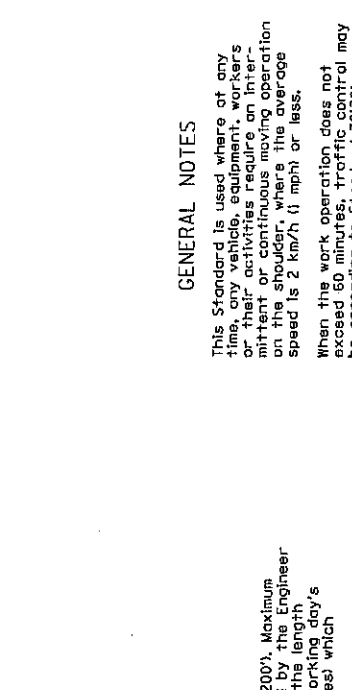 GENERAL NOTES
This Standard is used where at any
time, any vehicle, equipment, workers
or their activities require an inter-
mittent or continuous moving operation
on the shoulder, where the average
speed is 2 km/h (1 mph) or less.
When the work operation does not
exceed 60 minutes, traffic control may
200'). Maximum
by the Engineer
the length
orking day's
es) which